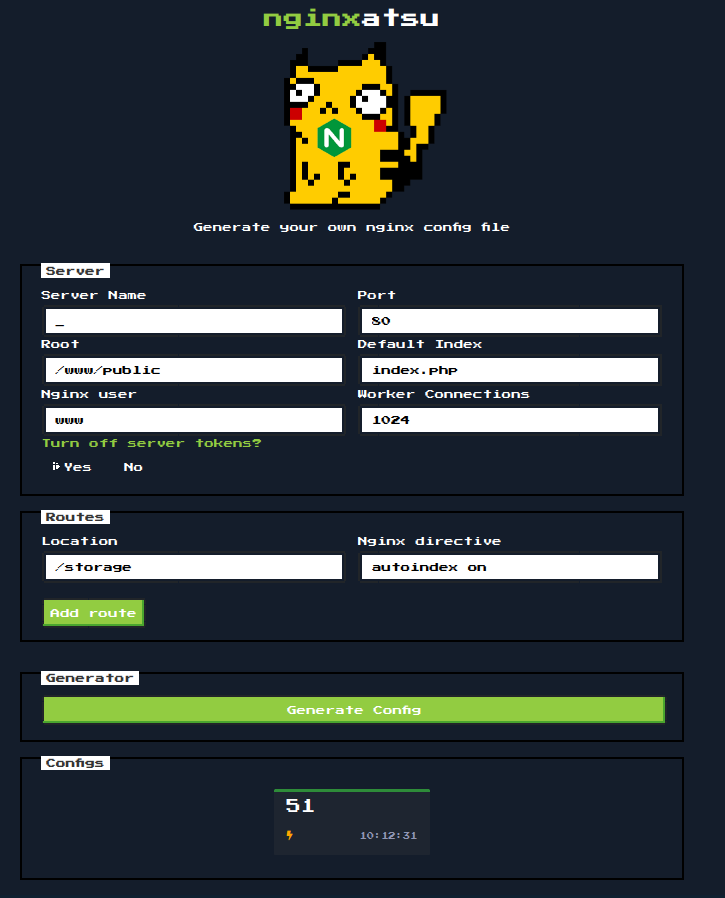 nginxatsu
N
Generate your own nginx config file
Server
Server Name Port
_ 80
Root Default Index
/www/public index.php
Nginx user Worker Connections
www 1024
Turn off server tokens?
Yes No
Routes
Location Nginx directive
/storage autoindex on
Add route
Generator
Generate Config
Configs
51
10:12:31